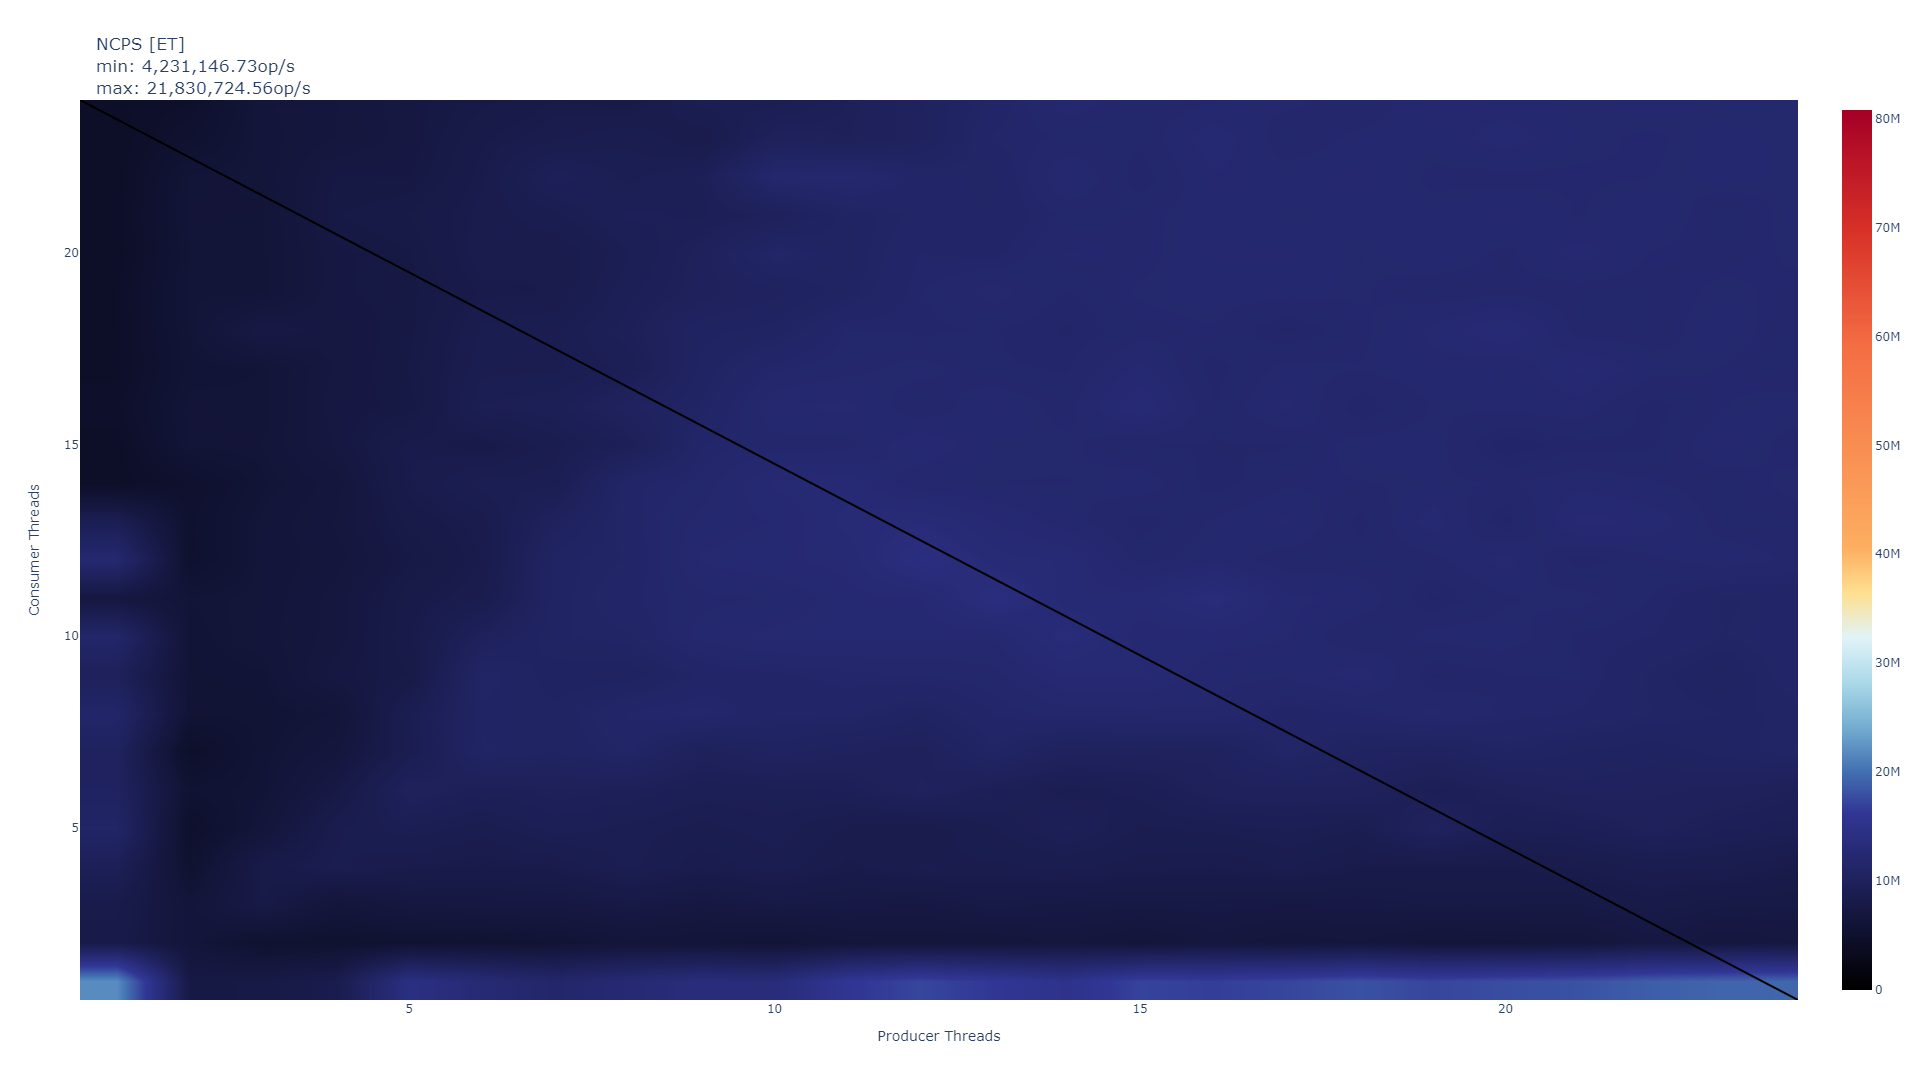 NCPS [ET]
min: 4,231,146.73op/s
max: 21,830,724.56op/s
80M
70M
60M
50M
40M
30M
20M
10M
0
20
15
10
5
Consumer Threads
5
10
15
20
Producer Threads